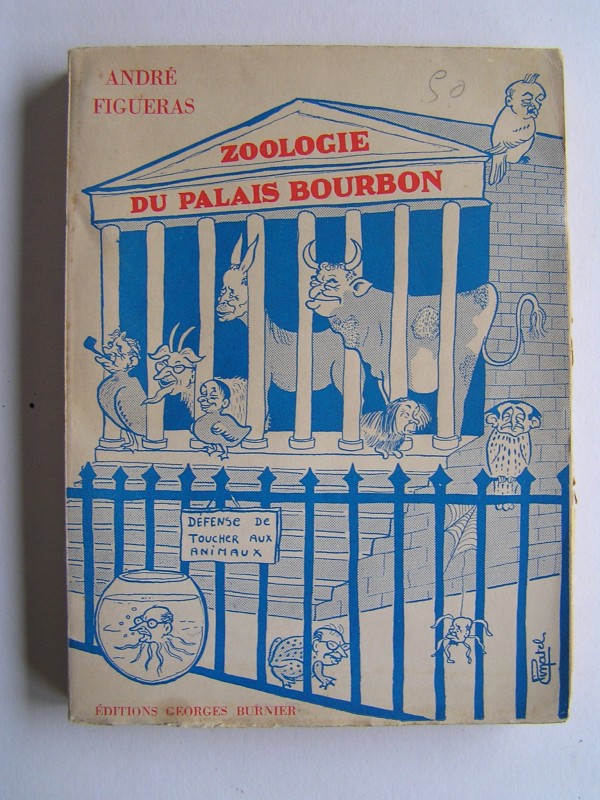 ANDRÉ
FIGUERAS
50
ZOOLOGIE
DU PALAIS BOURBON
DÉFENSE DE
TOUCHER AUX
ANIMAUX
ÉDITIONS GEORGES BURNIER